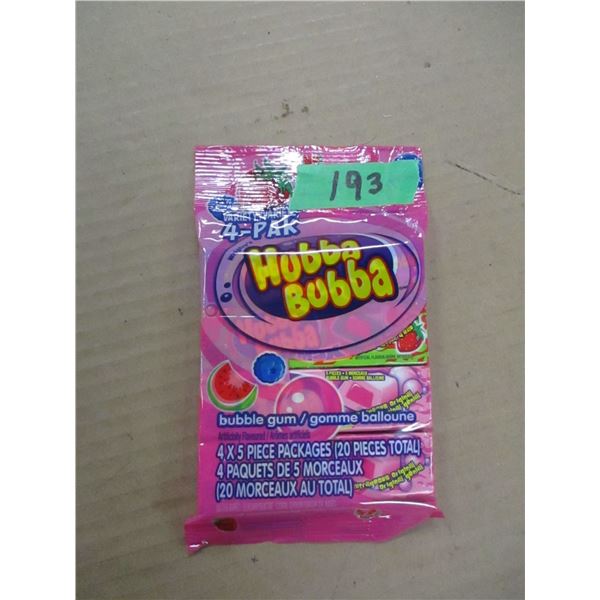 193
VARIETY
4-PAK
Hubba
Bubba
bubble gum / gomme balloune
Artificially Flavoured / Arômes artificiels
4 X 5 PIECE PACKAGES (20 PIECES TOTAL)
4 PAQUETS DE 5 MORCEAUX
(20 MORCEAUX AU TOTAL)